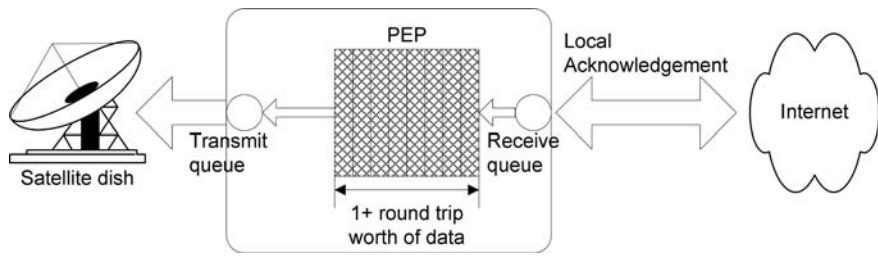 PEP
Local
Acknowledgement
Internet
Transmit
queue
Receive
queue
Satellite dish
1+ round trip
worth of data